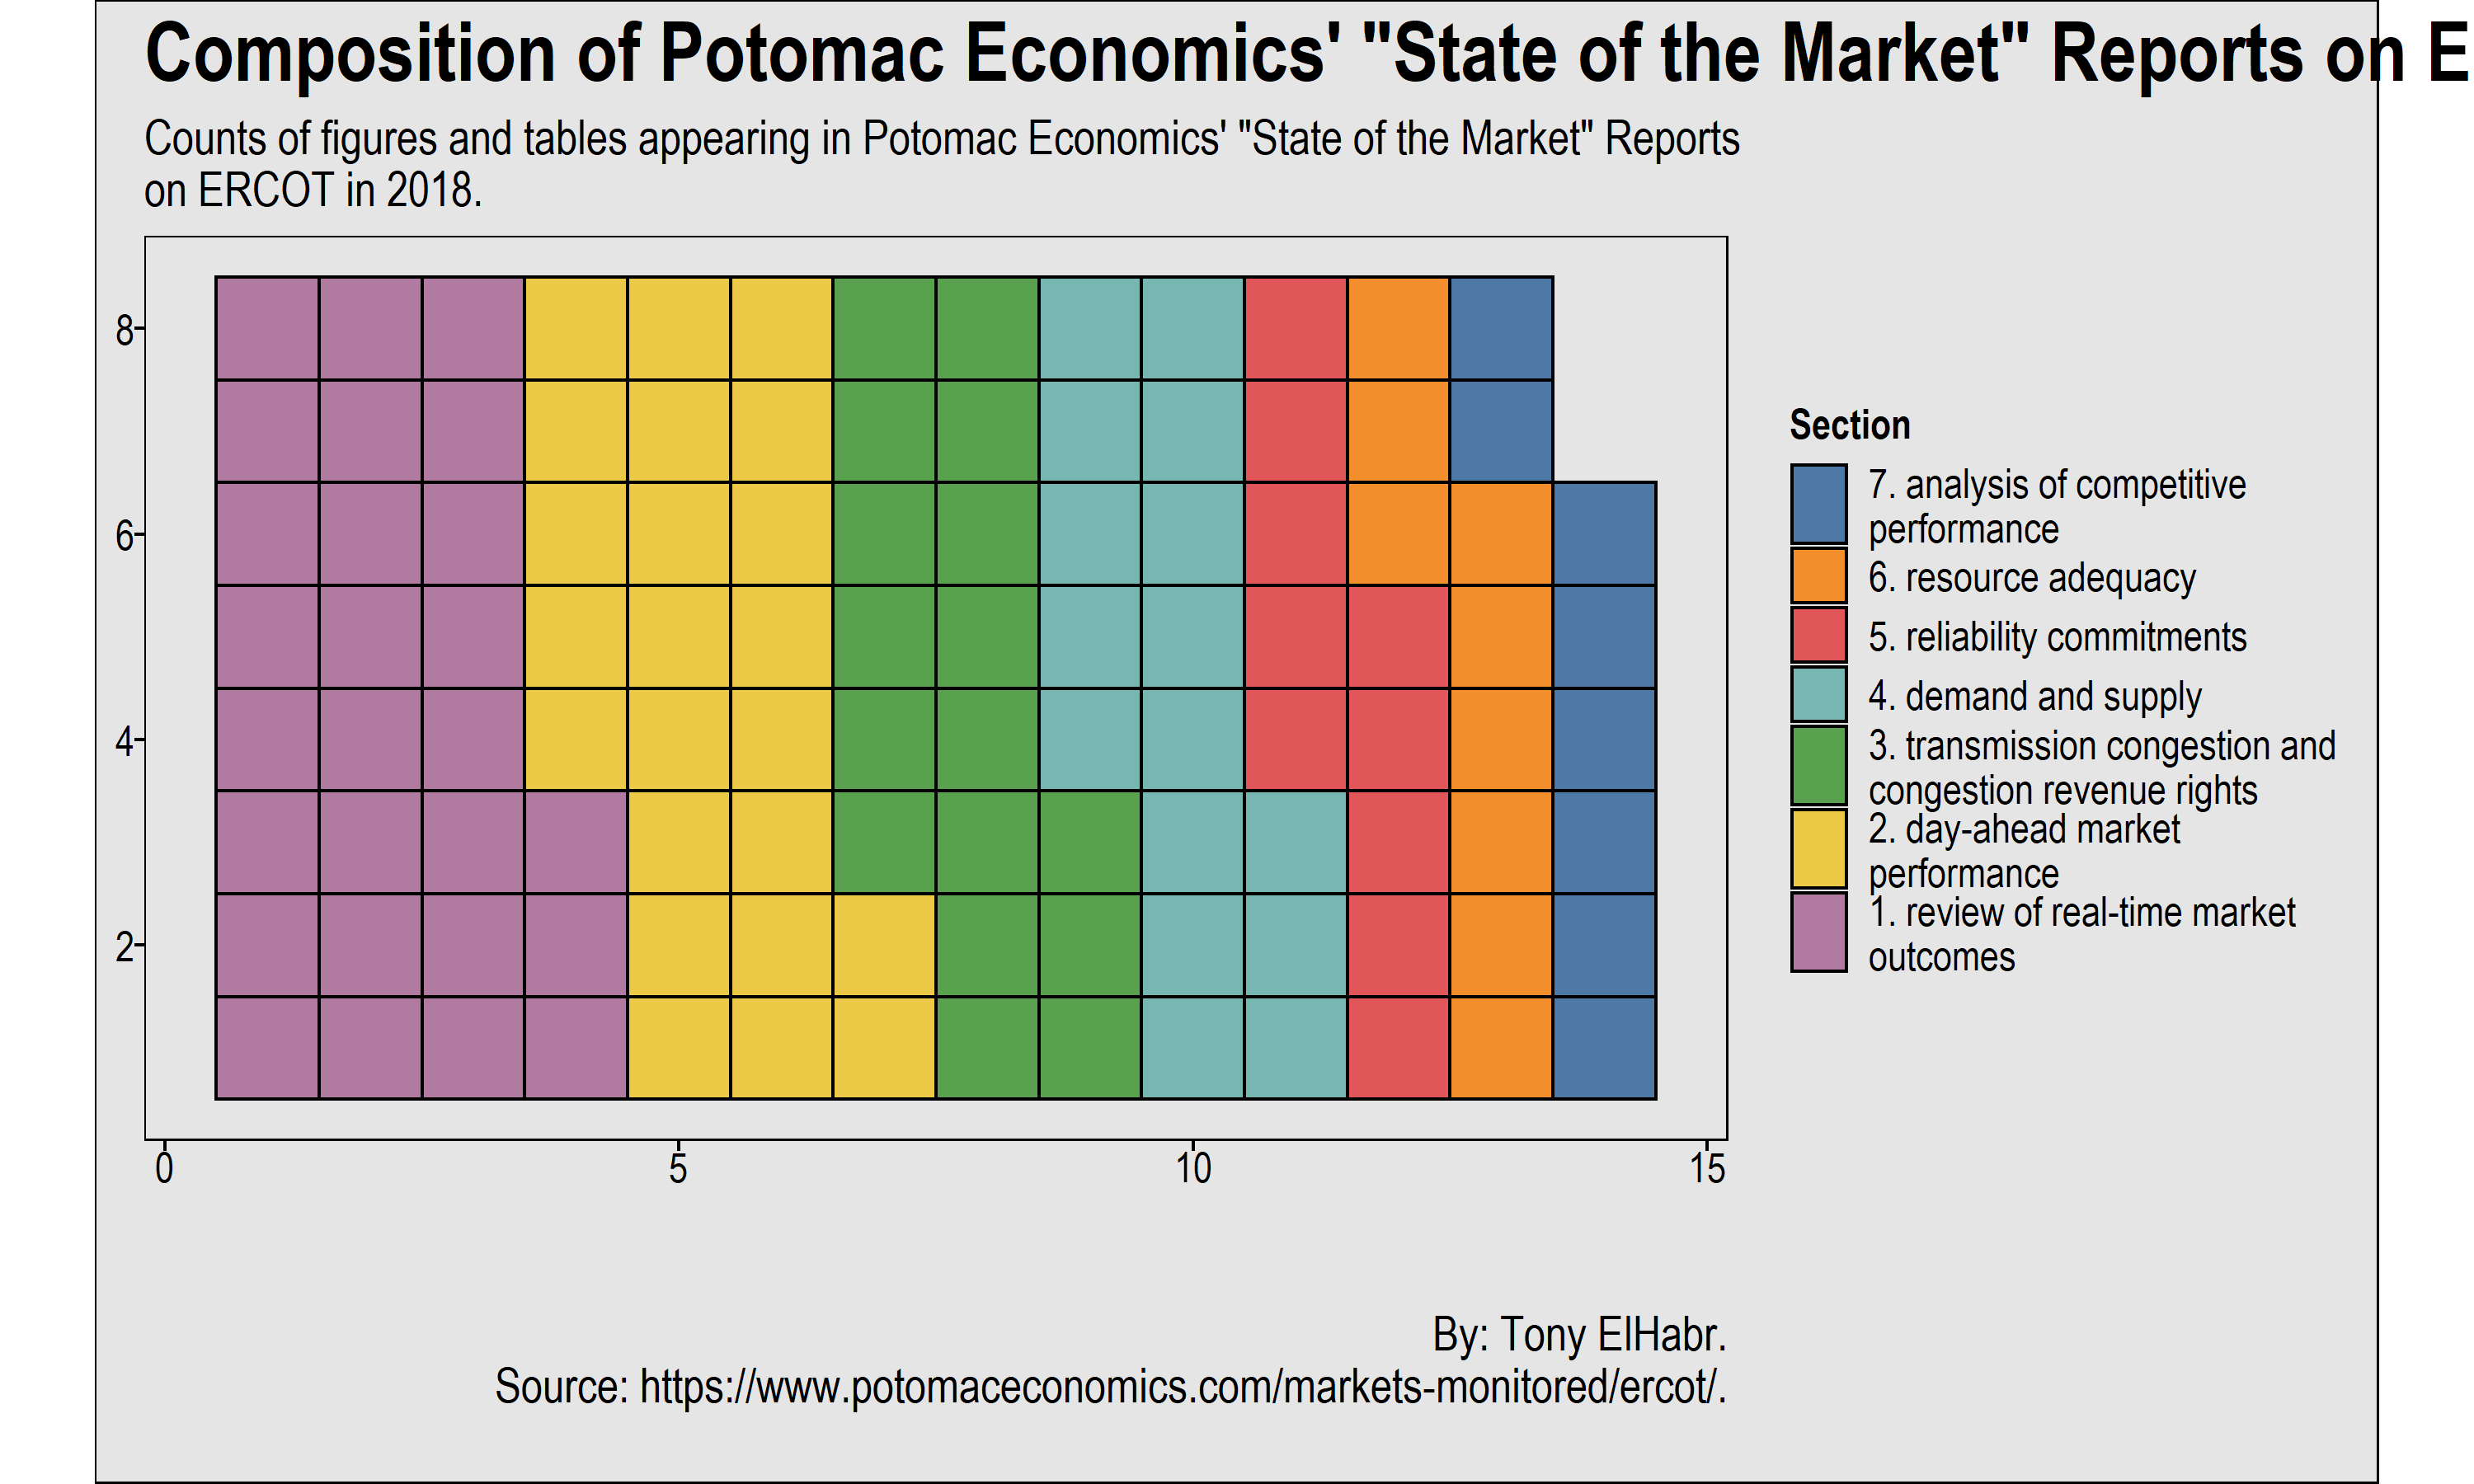 Composition of Potomac Economics' "State of the Market" Reports on E
Counts of figures and tables appearing in Potomac Economics' "State of the Market" Reports
on ERCOT in 2018.
8
6
4
2
0 5 10 15
Section
7. analysis of competitive
performance
6. resource adequacy
5. reliability commitments
4. demand and supply
3. transmission congestion and
congestion revenue rights
2. day-ahead market
performance
1. review of real-time market
outcomes
By: Tony ElHabr.
Source: https://www.potomaceconomics.com/markets-monitored/ercot/.